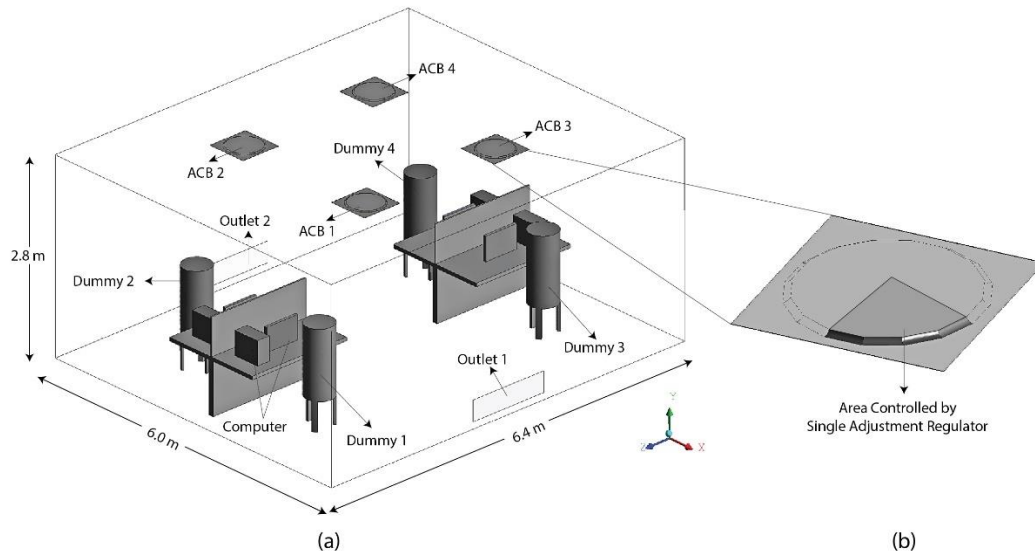 ACB 4
ACB 3
ACB 2
Dummy 4
ACB 1
Outlet 2
2.8 m
Dummy 2
Dummy 3
Outlet 1
Computer
Dummy 1
6.0 m
6.4 m
Y
Z
X
Area Controlled by
Single Adjustment Regulator
(a)
(b)